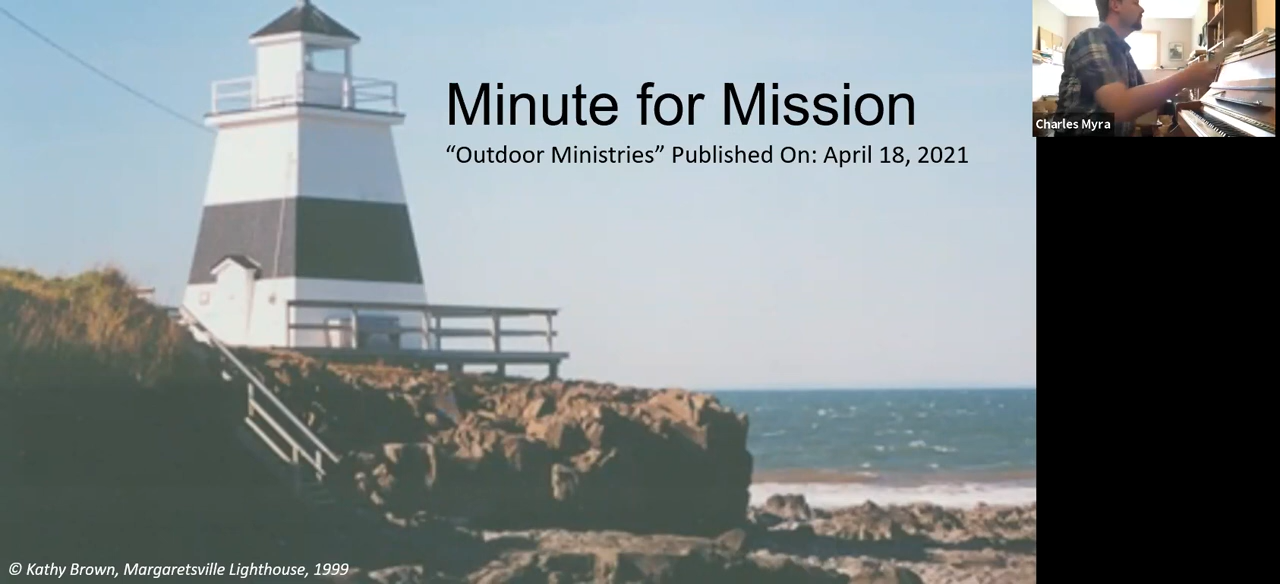 Minute for Mission
“Outdoor Ministries” Published On: April 18, 2021
Charles Myra
© Kathy Brown, Margaretsville Lighthouse, 1999